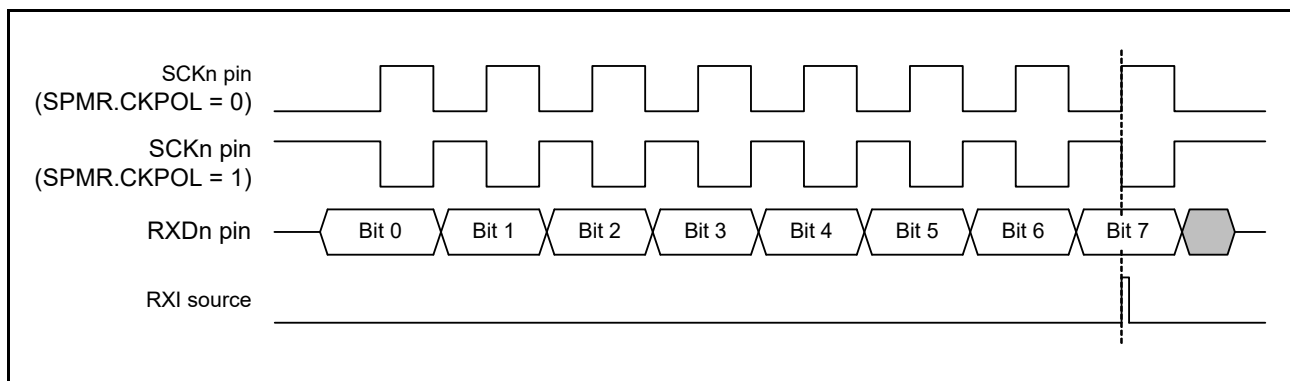 SCKn pin
(SPMR.CKPOL = 0)
SCKn pin
(SPMR.CKPOL = 1)
RXDn pin
Bit 0 Bit 1 Bit 2 Bit 3 Bit 4 Bit 5 Bit 6 Bit 7
RXI source